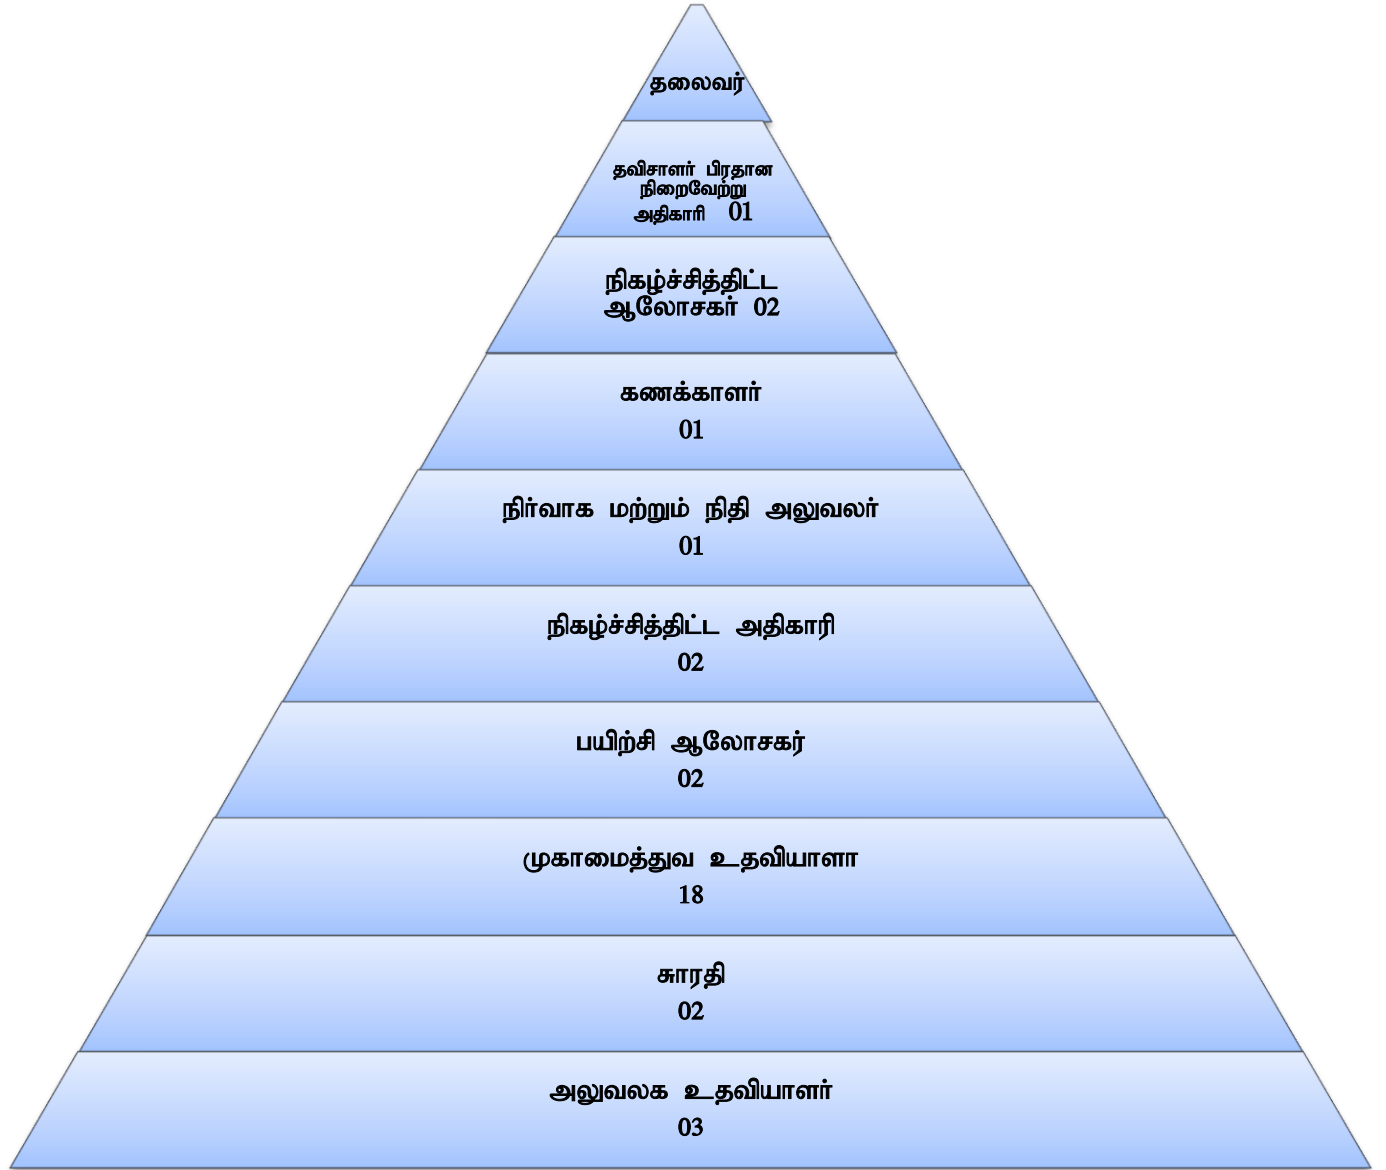 தலைவர்
தவிசாளர் பிரதான
நிறைவேற்று
அதிகாரி 01
நிகழ்ச்சித்திட்ட
ஆலோசகர் 02
கணக்காளர்
01
நிர்வாக மற்றும் நிதி அலுவலர்
01
நிகழ்ச்சித்திட்ட அதிகாரி
02
பயிற்சி ஆலோசகர்
02
முகாமைத்துவ உதவியாளா
18
சாரதி
02
அலுவலக உதவியாளர்
03